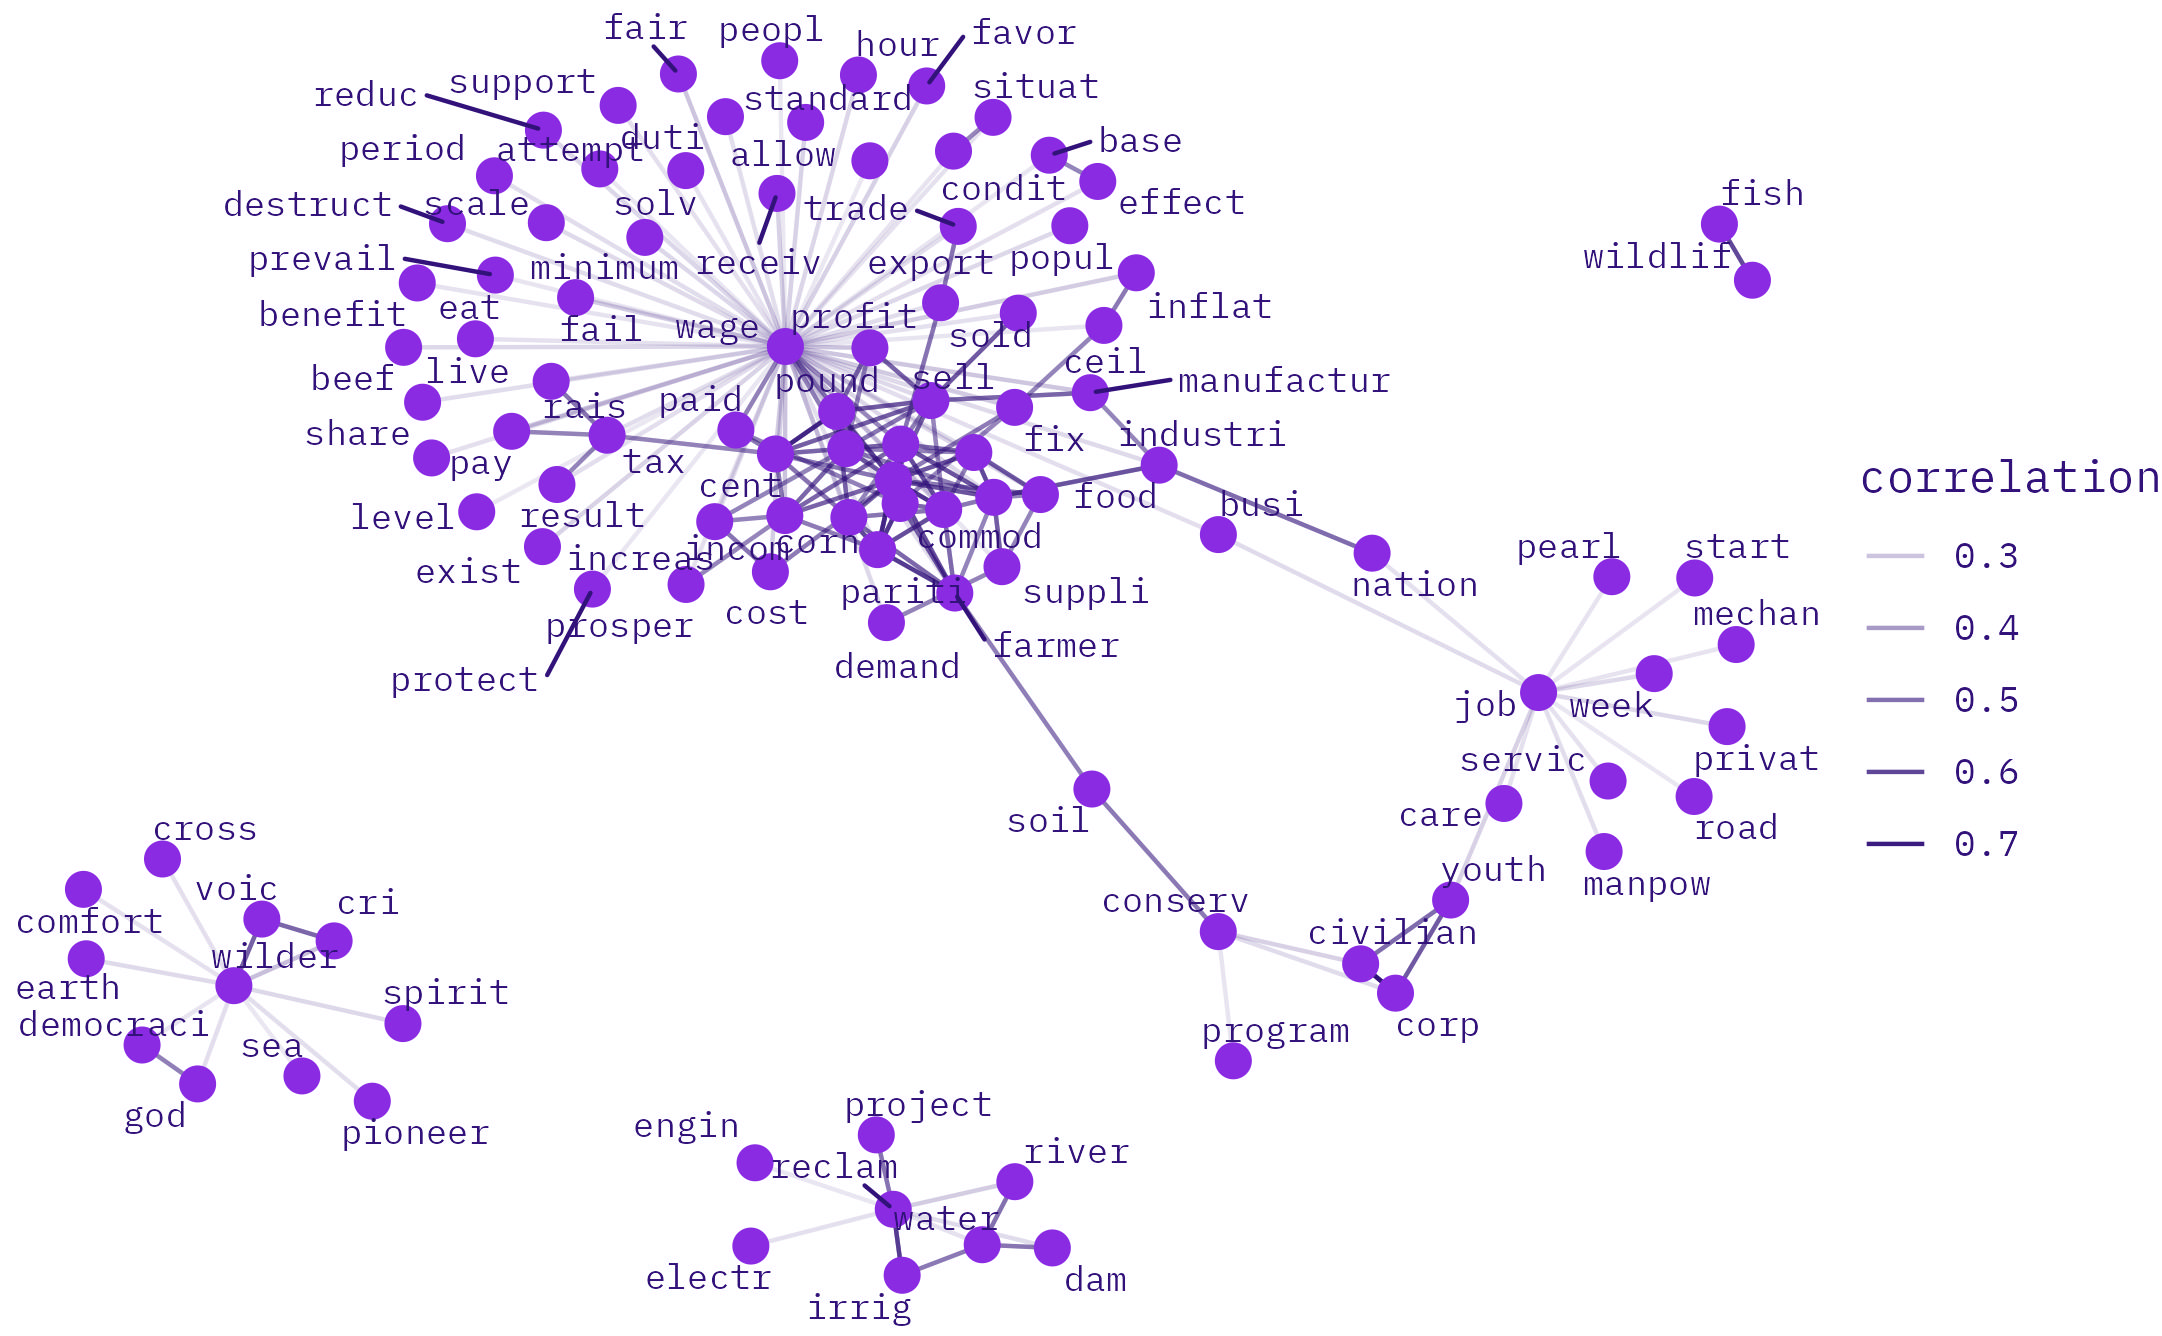 fair
peopl
hour
favor
reduc
support
standard
situat
period
attempt
duti
allow
base
destruct
scale
solv
trade
condit
effect
prevail
minimum
receiv
export
popul
benefit
eat
fail
wage
profit
sold
inflat
beef
live
pound
sell
ceil
manufactur
share
rais
paid
pay
tax
fix
industri
level
result
cent
food
busi
exist
increas
incom
corn
commod
nation
prosper
cost
pariti
suppli
protect
demand
farmer
fish
wildlif
correlation
0.3
0.4
0.5
0.6
0.7
pearl
start
mechan
job
week
servic
privat
care
road
youth
manpow
soil
conserv
civilian
program
corp
cross
voic
cri
comfort
wilder
earth
spirit
democraci
sea
god
pioneer
engin
project
reclam
river
water
electr
irrig
dam